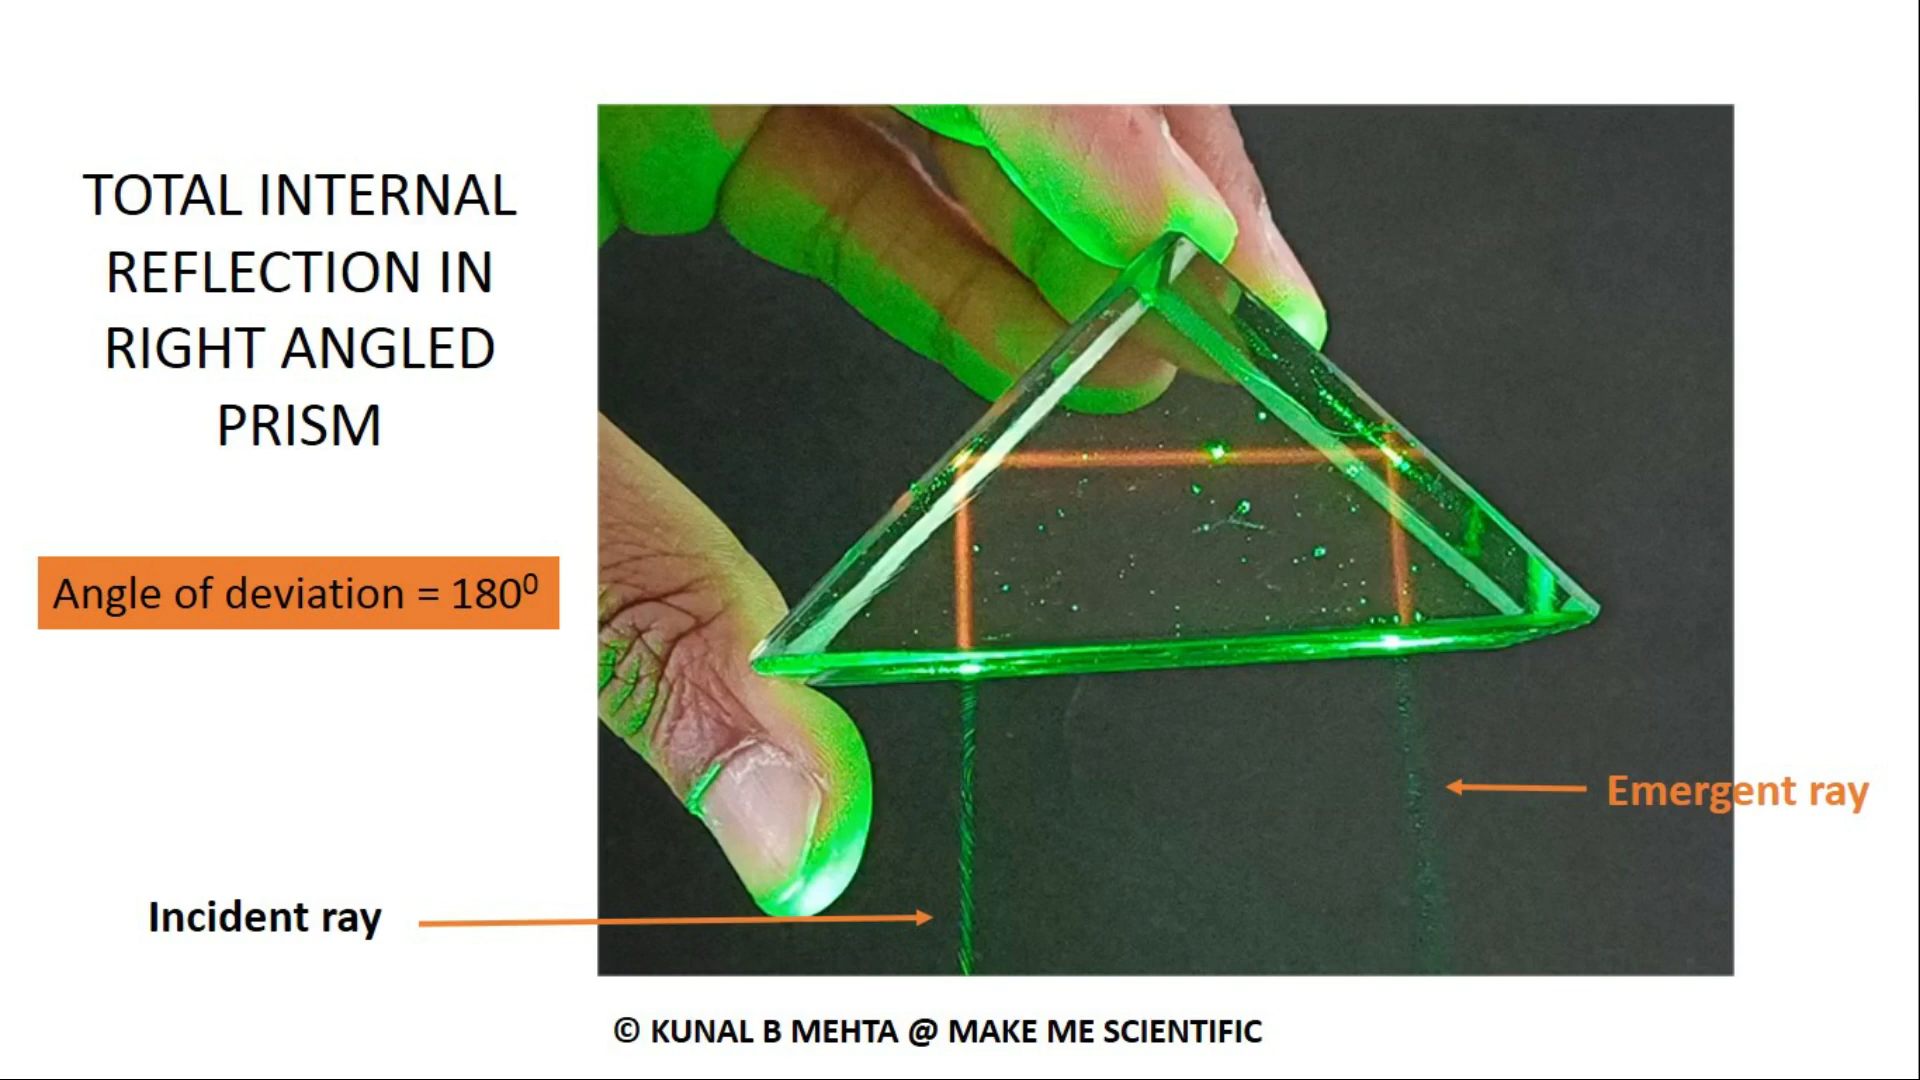 TOTAL INTERNAL
REFLECTION IN
RIGHT ANGLED
PRISM
Angle of deviation = 180⁰
Emergent ray
Incident ray
© KUNAL B MEHTA @ MAKE ME SCIENTIFIC